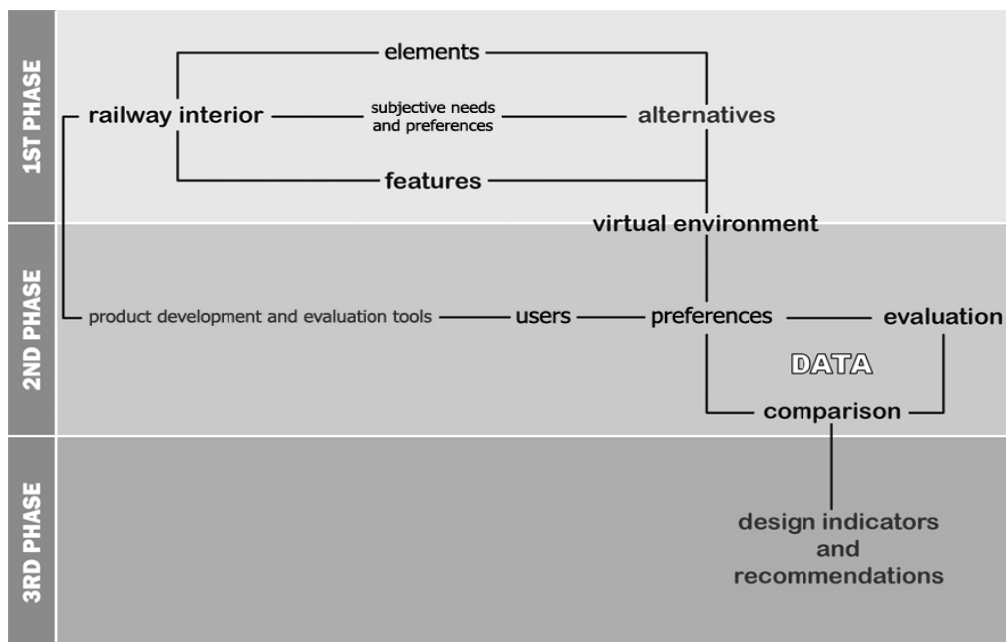 1ST PHASE
elements
railway interior
subjective needs
and preferences
alternatives
features
virtual environment
2ND PHASE
product development and evaluation tools
users
preferences
evaluation
DATA
comparison
3RD PHASE
design indicators
and
recommendations